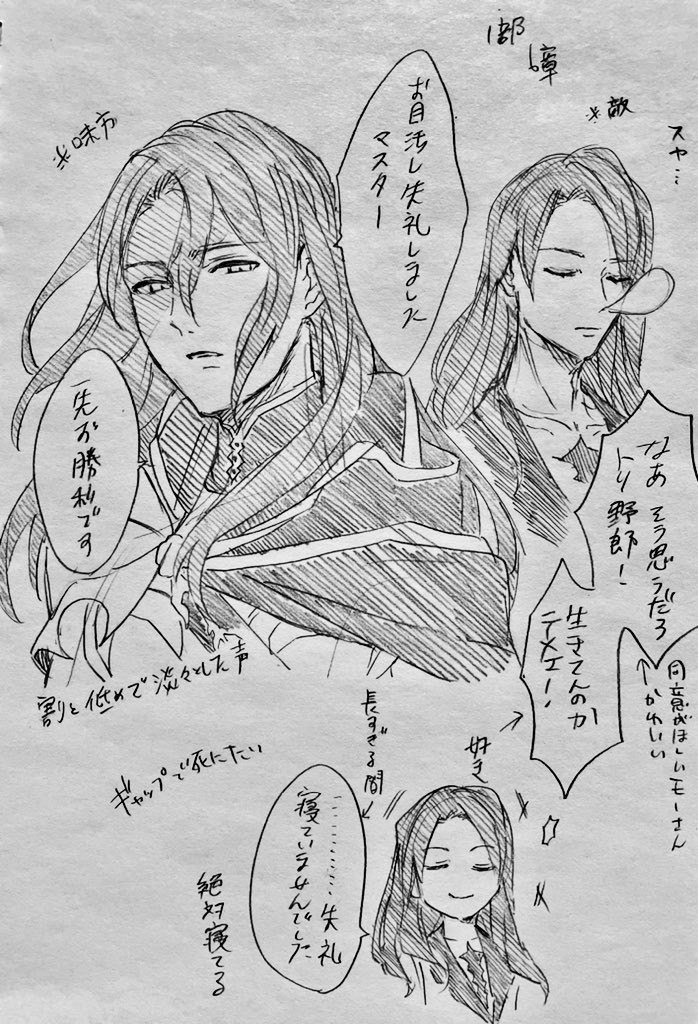 ※敵
スヤ…
※味方
お目汚し失礼しました
マスター
一先ず勝利です
割と低めで淡々とした声
なあ そう思うだろ
トリ野郎！
生きてんのか
テメェ！
同意がほしいモーさん
↑かわいい
ギャップで死にたい
好き
長すぎる間
…………失礼
寝ていませんでした
絶対寝てる